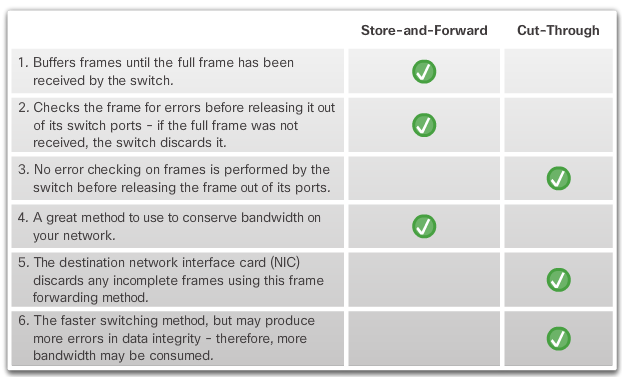 Store-and-Forward Cut-Through
1. Buffers frames until the full frame has been
received by the switch.
2. Checks the frame for errors before releasing it out
of its switch ports - if the full frame was not
received, the switch discards it.
3. No error checking on frames is performed by the
switch before releasing the frame out of its ports.
4. A great method to use to conserve bandwidth on
your network.
5. The destination network interface card (NIC)
discards any incomplete frames using this frame
forwarding method.
6. The faster switching method, but may produce
more errors in data integrity - therefore, more
bandwidth may be consumed.